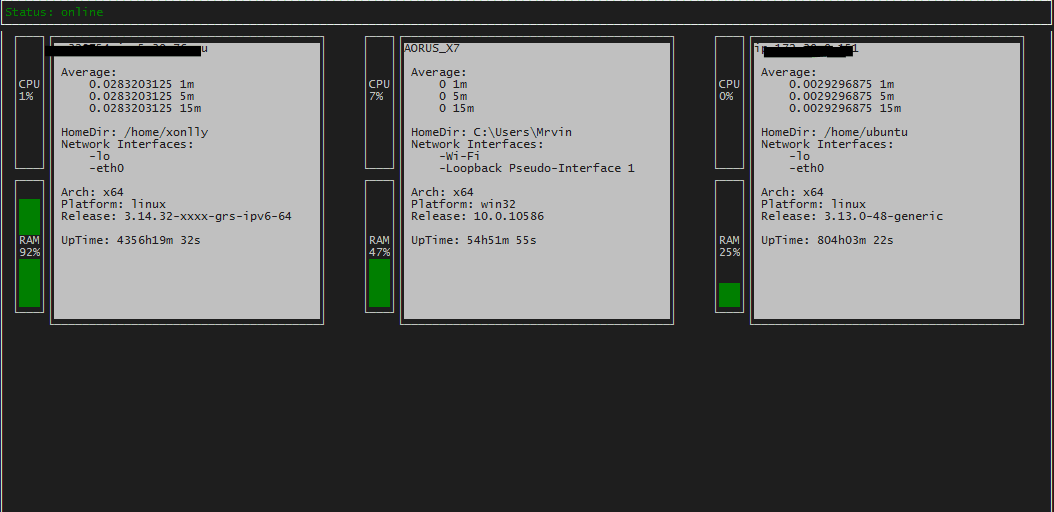 Status: online
CPU
1%
RAM
92%
Average:
0.0283203125 1m
0.0283203125 5m
0.0283203125 15m
HomeDir: /home/xonlly
Network Interfaces:
-lo
-eth0
Arch: x64
Platform: linux
Release: 3.14.32-xxxx-grs-ipv6-64
UpTime: 4356h19m 32s
CPU
7%
RAM
47%
AORUS_X7
Average:
0 1m
0 5m
0 15m
HomeDir: C:\Users\Mrvin
Network Interfaces:
-Wi-Fi
-Loopback Pseudo-Interface 1
Arch: x64
Platform: win32
Release: 10.0.10586
UpTime: 54h51m 55s
CPU
0%
RAM
25%
Average:
0.0029296875 1m
0.0029296875 5m
0.0029296875 15m
HomeDir: /home/ubuntu
Network Interfaces:
-lo
-eth0
Arch: x64
Platform: linux
Release: 3.13.0-48-generic
UpTime: 804h03m 22s